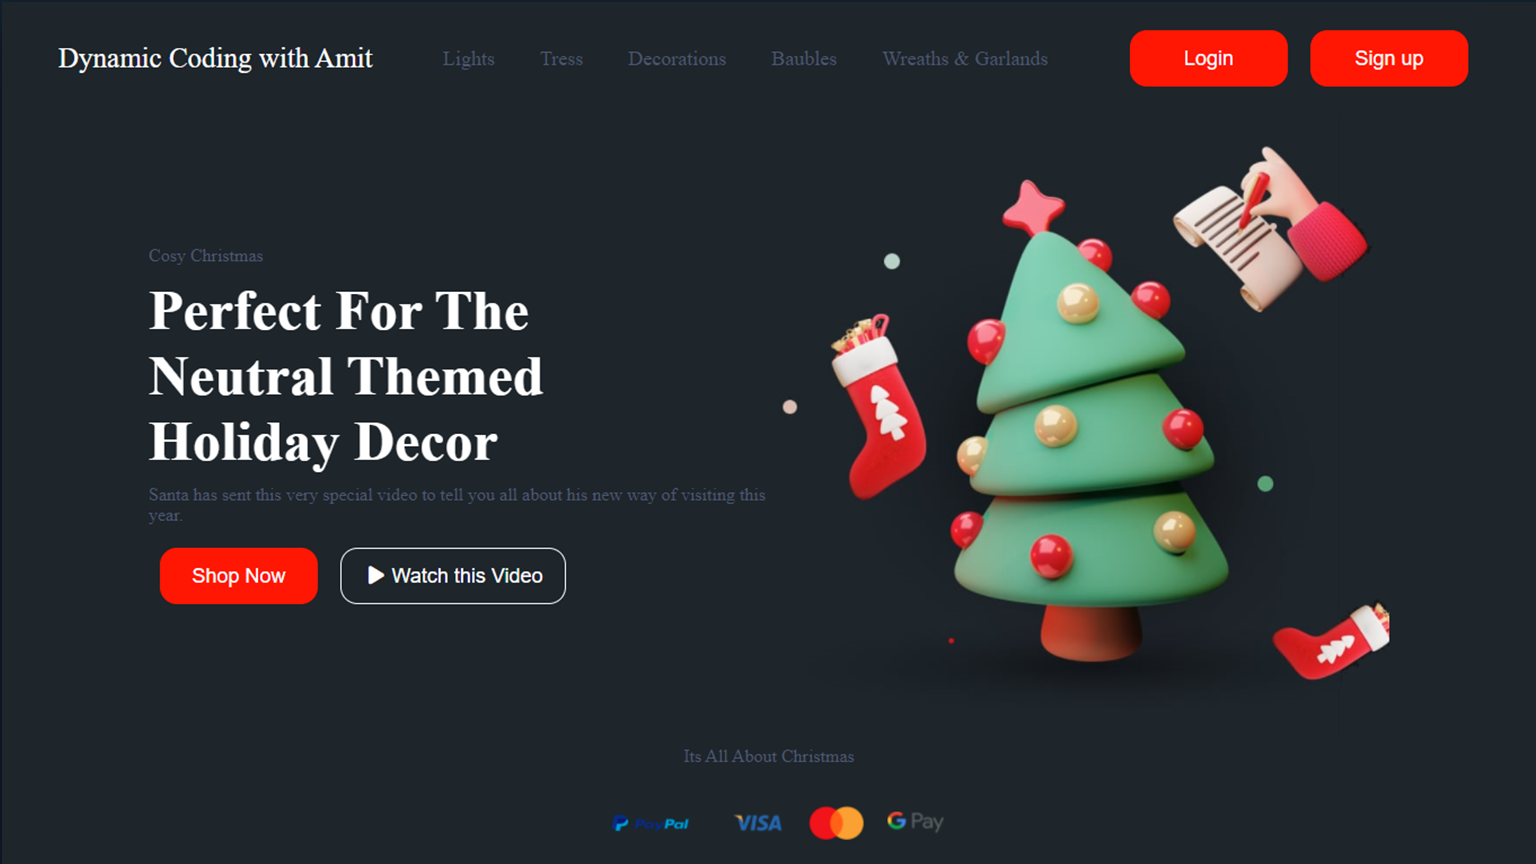 Dynamic Coding with Amit
Lights
Tress
Decorations
Baubles
Wreaths & Garlands
Login
Sign up
Cosy Christmas
Perfect For The
Neutral Themed
Holiday Decor
Santa has sent this very special video to tell you all about his new way of visiting this
year.
Shop Now
Watch this Video
Its All About Christmas
PayPal
VISA
G Pay